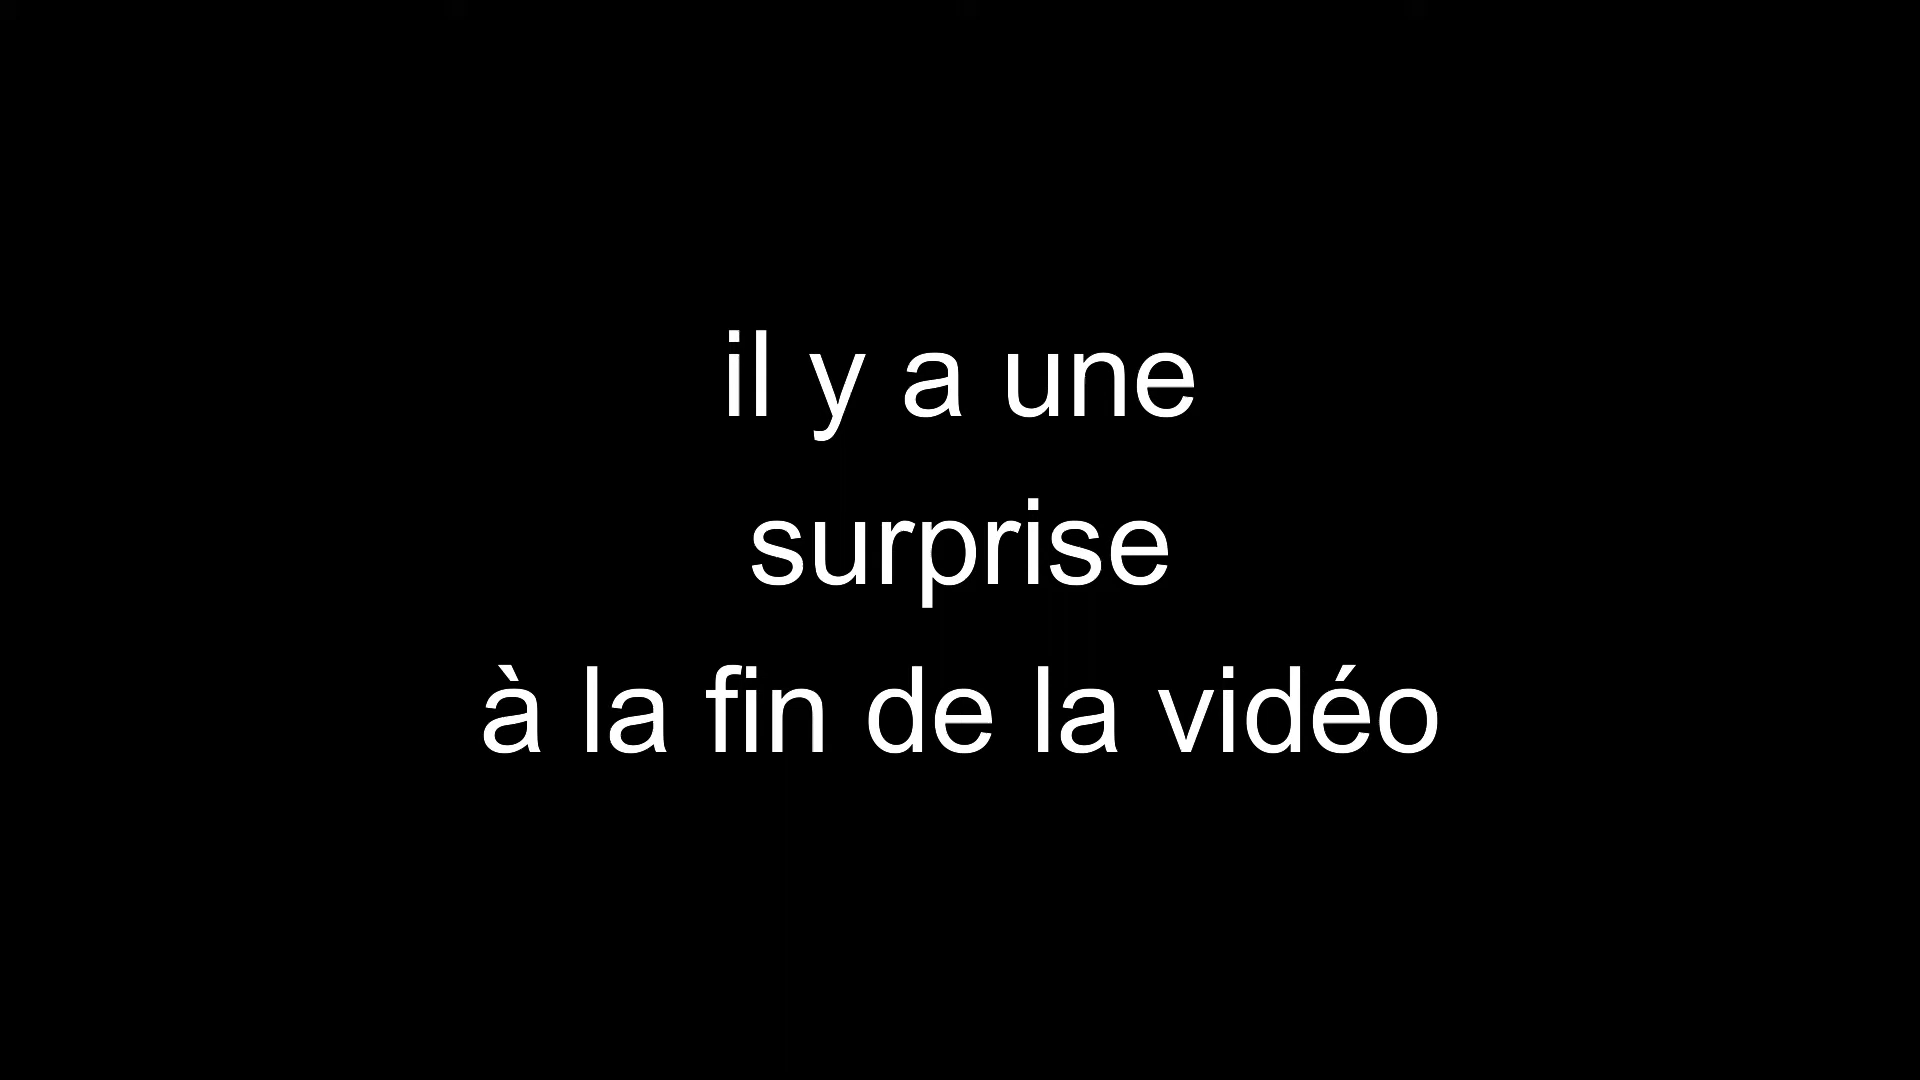 il y a une
surprise
à la fin de la vidéo